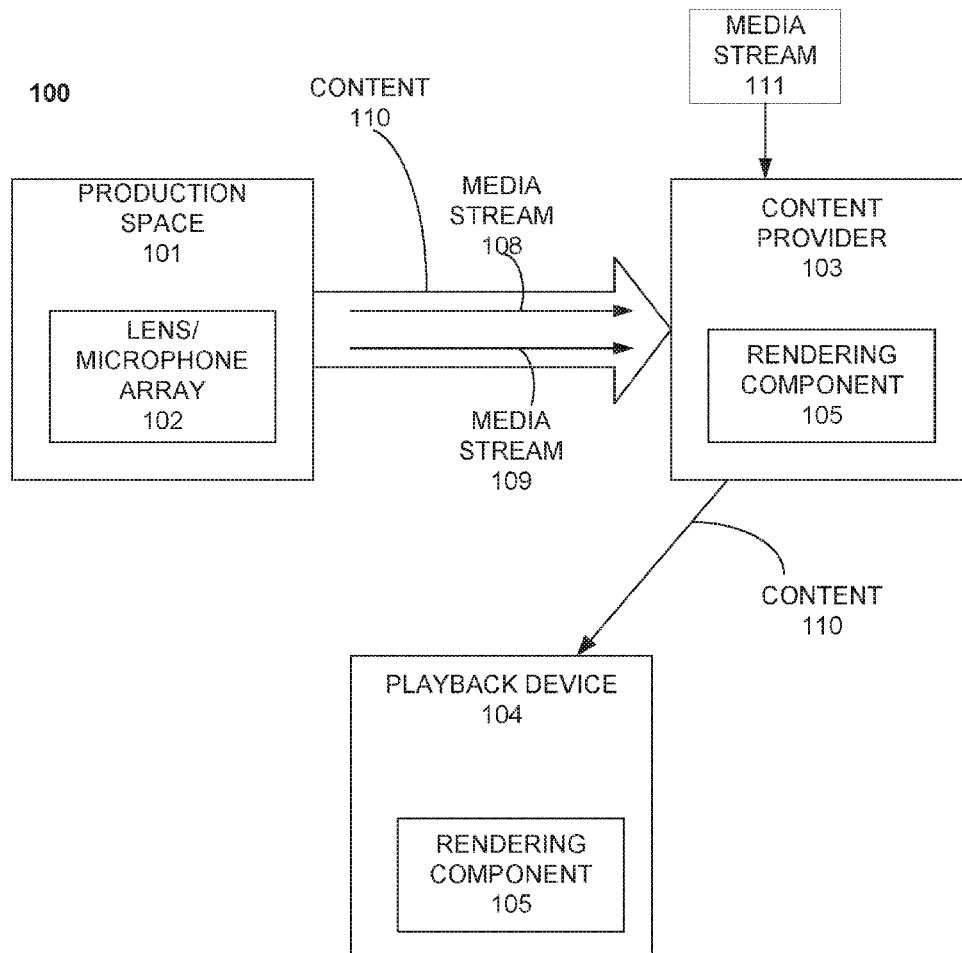 100
CONTENT
110
MEDIA
STREAM
111
PRODUCTION
SPACE
101
LENS/
MICROPHONE
ARRAY
102
MEDIA
STREAM
108
MEDIA
STREAM
109
CONTENT
PROVIDER
103
RENDERING
COMPONENT
105
CONTENT
110
PLAYBACK DEVICE
104
RENDERING
COMPONENT
105